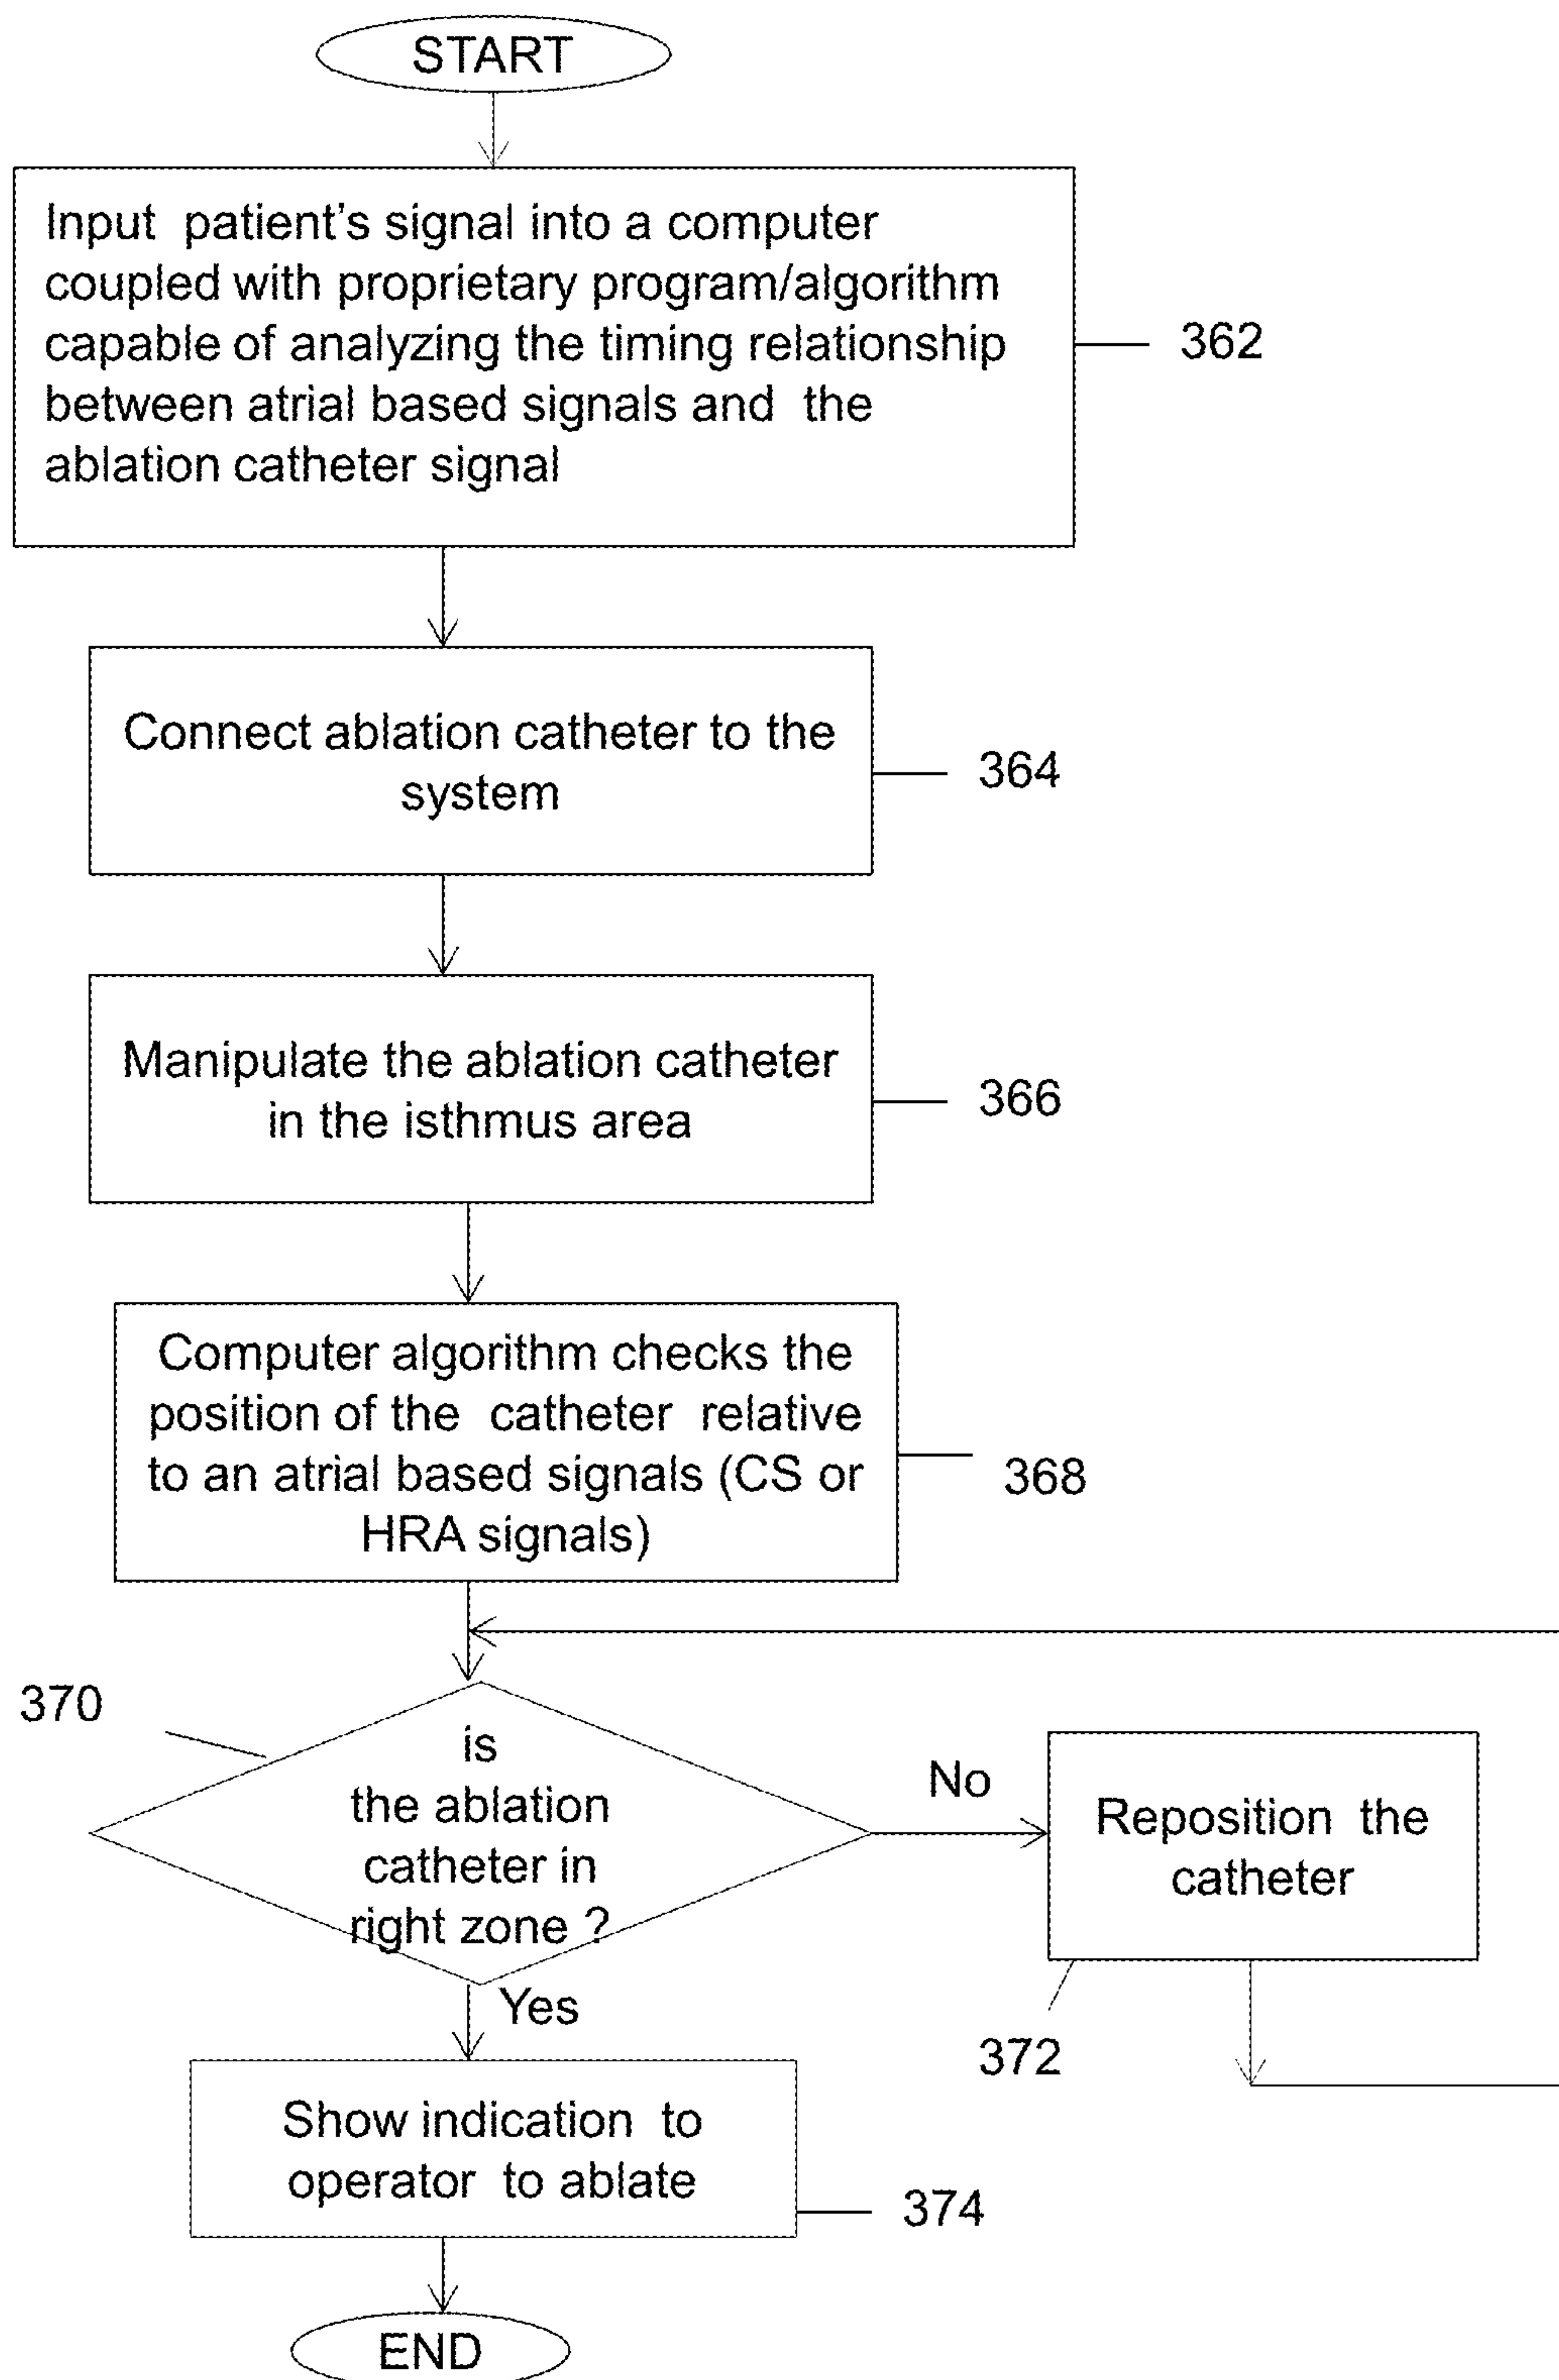 START
Input patient's signal into a computer
coupled with proprietary program/algorithm
capable of analyzing the timing relationship
between atrial based signals and the
ablation catheter signal
362
Connect ablation catheter to the
system
364
Manipulate the ablation catheter
in the isthmus area
366
Computer algorithm checks the
position of the catheter relative
to an atrial based signals (CS or
HRA signals)
368
370
is
the ablation
catheter in
right zone ?
No
Reposition the
catheter
372
Yes
Show indication to
operator to ablate
374
END